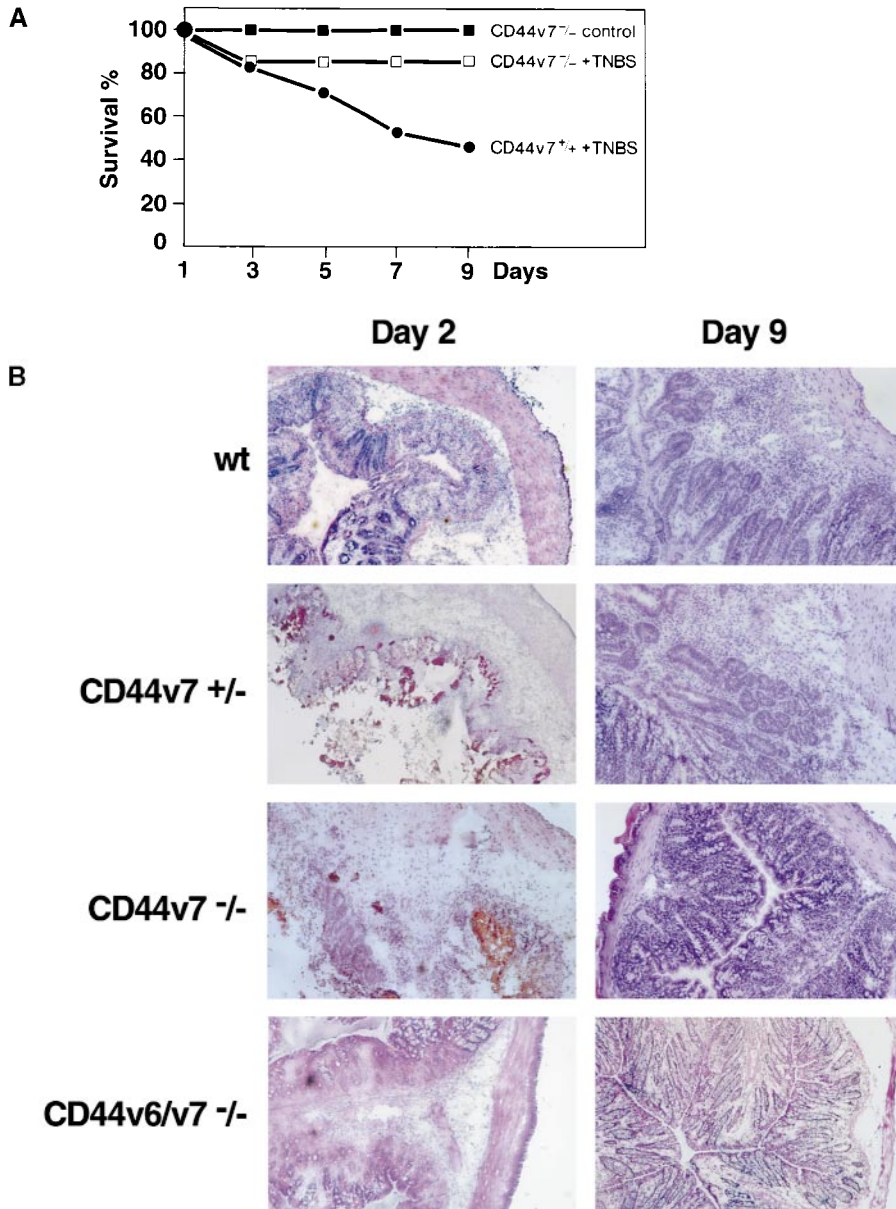 A
Survival %
100
80
60
40
20
0
1 3 5 7 9 Days
CD44v7 -/- control
CD44v7 -/- +TNBS
CD44v7 +/+ +TNBS
Day 2 Day 9
B
wt
CD44v7 +/-
CD44v7 -/-
CD44v6/v7 -/-